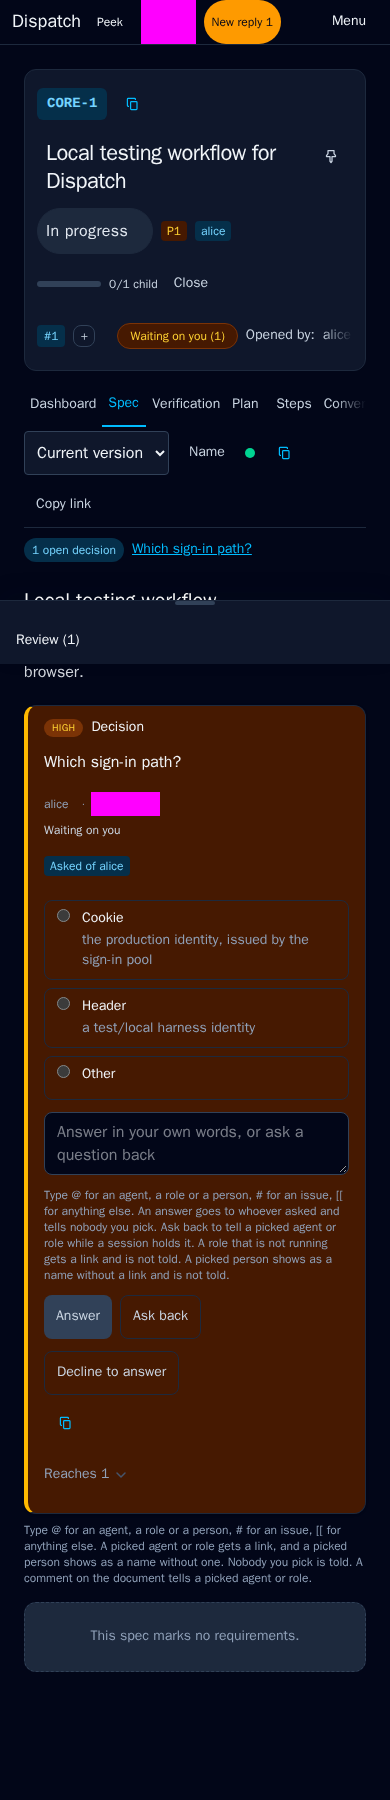 Dispatch Peek New reply 1 Menu
CORE-1
Local testing workflow for
Dispatch
In progress P1 alice
0/1 child Close
#1 + Waiting on you (1) Opened by: alice
Dashboard Spec Verification Plan Steps Conve
Current version Name
Copy link
1 open decision Which sign-in path?
Local testing workflow
Review (1)
browser.
HIGH Decision
Which sign-in path?
alice ·
Waiting on you
Asked of alice
Cookie
the production identity, issued by the
sign-in pool
Header
a test/local harness identity
Other
Answer in your own words, or ask a
question back
Type @ for an agent, a role or a person, # for an issue, [[
for anything else. An answer goes to whoever asked and
tells nobody you pick. Ask back to tell a picked agent or
role while a session holds it. A role that is not running
gets a link and is not told. A picked person shows as a
name without a link and is not told.
Answer Ask back
Decline to answer
Reaches 1
Type @ for an agent, a role or a person, # for an issue, [[ for
anything else. A picked agent or role gets a link, and a picked
person shows as a name without one. Nobody you pick is told. A
comment on the document tells a picked agent or role.
This spec marks no requirements.